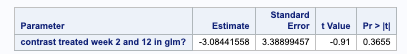 Parameter Estimate Standard Error t Value Pr > |t|
contrast treated week 2 and 12 in glm? -3.08441558 3.38899457 -0.91 0.3655